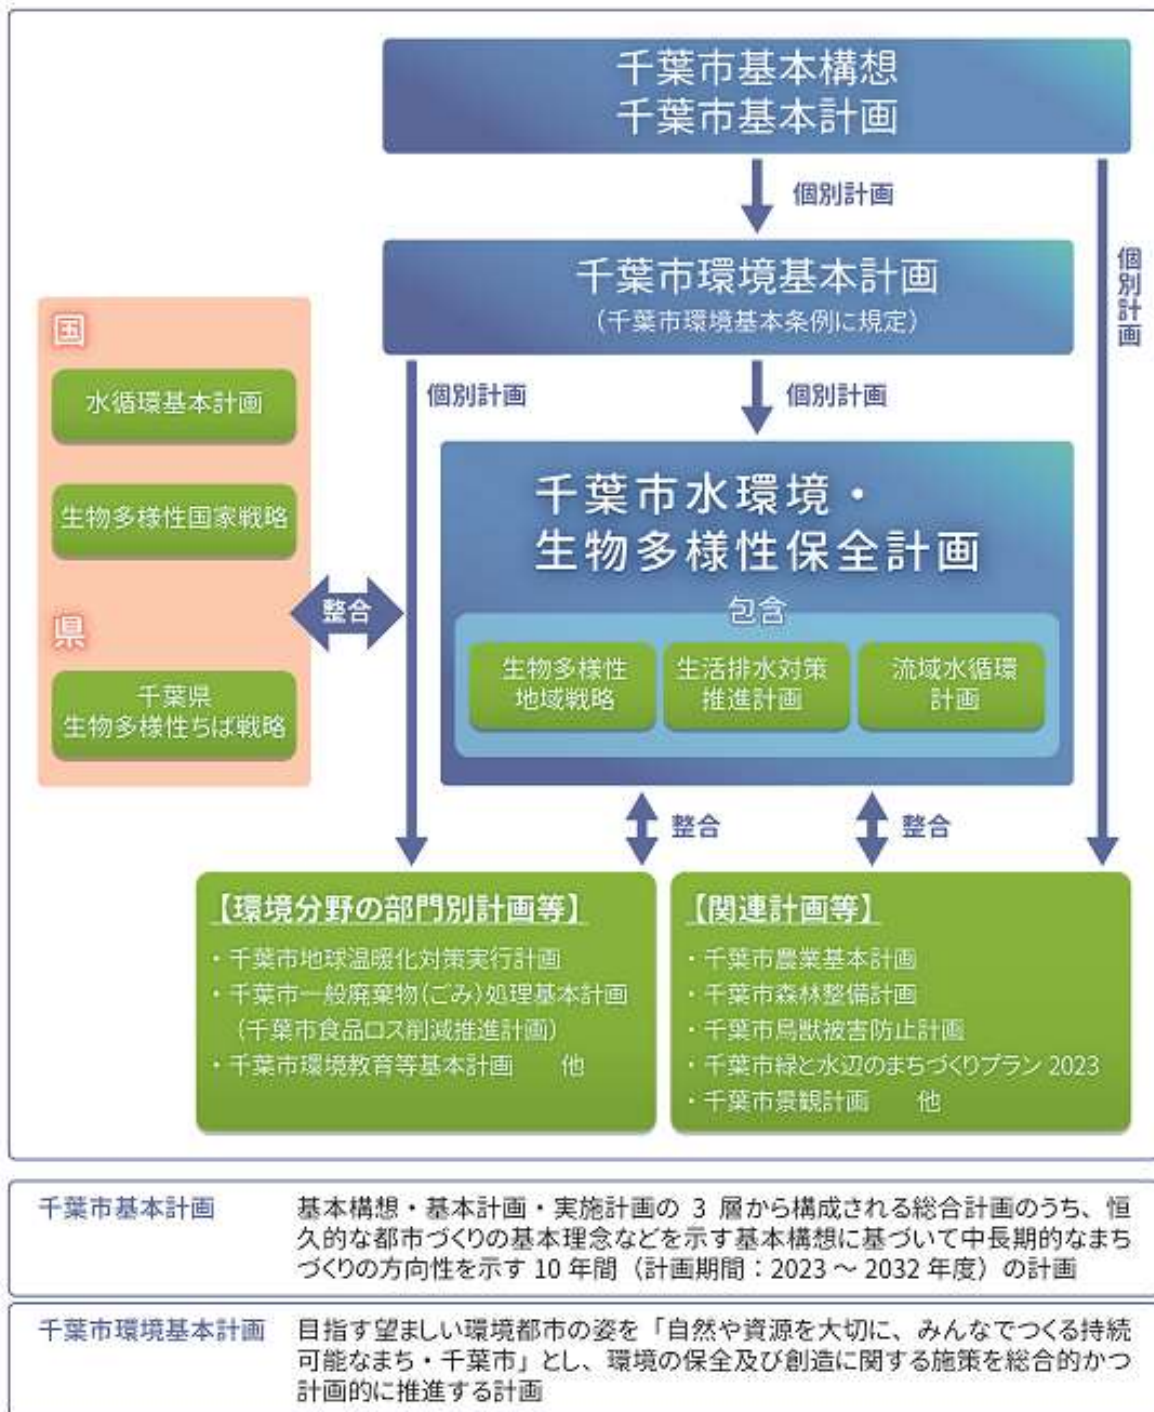 千葉市基本構想
千葉市基本計画
個別計画
個別計画
千葉市環境基本計画
（千葉市環境基本条例に規定）
個別計画
個別計画
国
水循環基本計画
生物多様性国家戦略
県
千葉県
生物多様性ちば戦略
整合
千葉市水環境・
生物多様性保全計画
包含
生物多様性
地域戦略
生活排水対策
推進計画
流域水循環
計画
整合
整合
【環境分野の部門別計画等】
・千葉市地球温暖化対策実行計画
・千葉市一般廃棄物（ごみ）処理基本計画
（千葉市食品ロス削減推進計画）
・千葉市環境教育等基本計画　　他
【関連計画等】
・千葉市農業基本計画
・千葉市森林整備計画
・千葉市鳥獣被害防止計画
・千葉市緑と水辺のまちづくりプラン 2023
・千葉市景観計画　　他
千葉市基本計画
基本構想・基本計画・実施計画の 3 層から構成される総合計画のうち、恒
久的な都市づくりの基本理念などを示す基本構想に基づいて中長期的なまち
づくりの方向性を示す 10 年間（計画期間：2023 ～ 2032 年度）の計画
千葉市環境基本計画
目指す望ましい環境都市の姿を「自然や資源を大切に、みんなでつくる持続
可能なまち・千葉市」とし、環境の保全及び創造に関する施策を総合的かつ
計画的に推進する計画